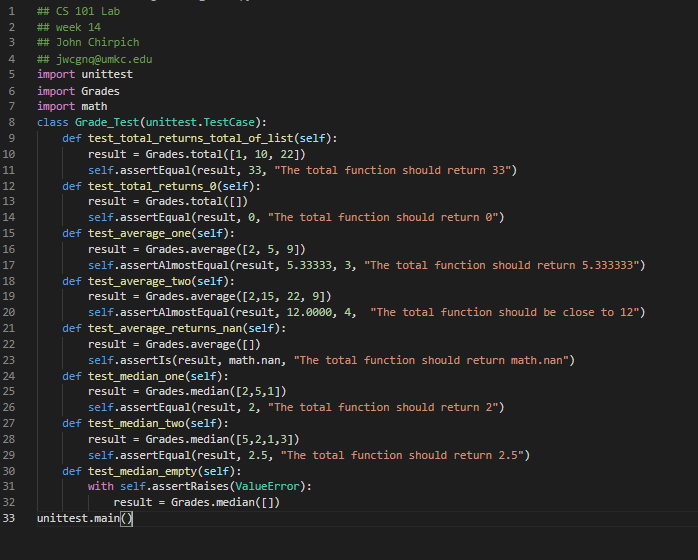 1 ## CS 101 Lab
2 ## week 14
3 ## John Chirpich
4 ## jwcgnq@umkc.edu
5 import unittest
6 import Grades
7 import math
8 class Grade_Test(unittest.TestCase):
9     def test_total_returns_total_of_list(self):
10         result = Grades.total([1, 10, 22])
11         self.assertEqual(result, 33, "The total function should return 33")
12     def test_total_returns_0(self):
13         result = Grades.total([])
14         self.assertEqual(result, 0, "The total function should return 0")
15     def test_average_one(self):
16         result = Grades.average([2, 5, 9])
17         self.assertAlmostEqual(result, 5.33333, 3, "The total function should return 5.333333")
18     def test_average_two(self):
19         result = Grades.average([2,15, 22, 9])
20         self.assertAlmostEqual(result, 12.0000, 4,  "The total function should be close to 12")
21     def test_average_returns_nan(self):
22         result = Grades.average([])
23         self.assertIs(result, math.nan, "The total function should return math.nan")
24     def test_median_one(self):
25         result = Grades.median([2,5,1])
26         self.assertEqual(result, 2, "The total function should return 2")
27     def test_median_two(self):
28         result = Grades.median([5,2,1,3])
29         self.assertEqual(result, 2.5, "The total function should return 2.5")
30     def test_median_empty(self):
31         with self.assertRaises(ValueError):
32             result = Grades.median([])
33 unittest.main()